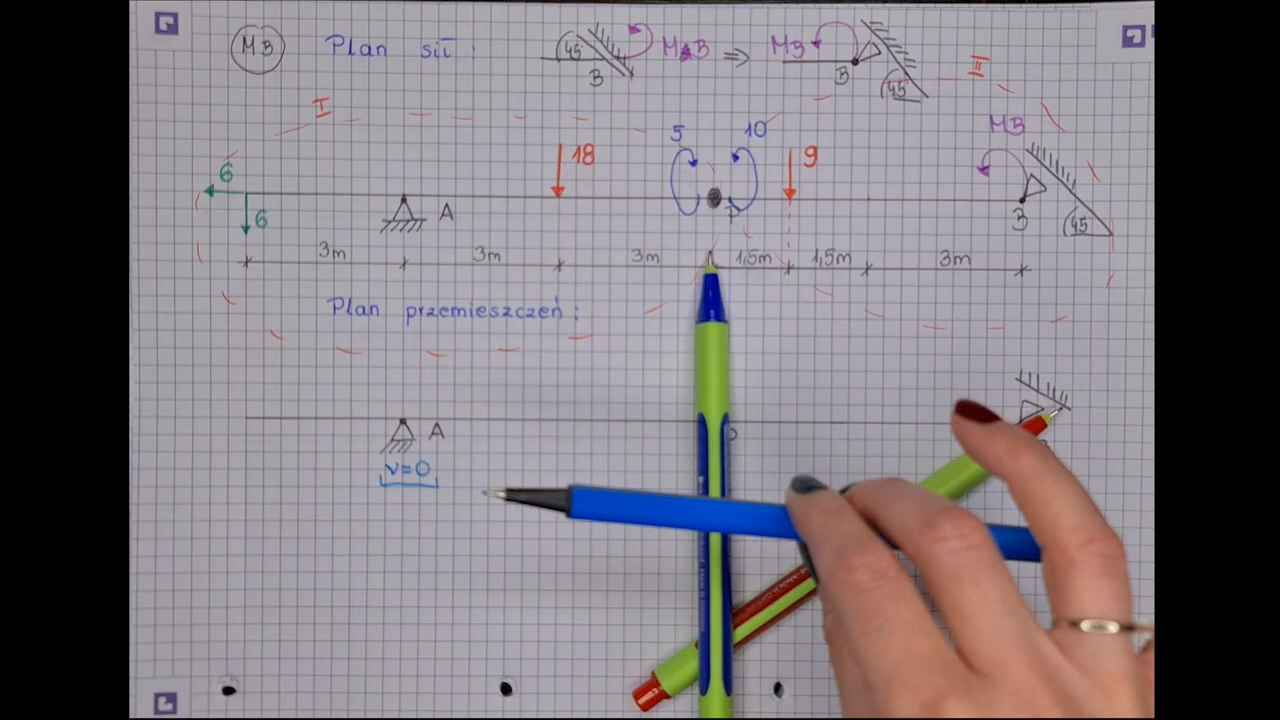 MB Plan sił: 45° B MAB ⇒ MB B 45°
I II
5 10 MB
6 18 9
6 A P B 45°
3m 3m 3m 1,5m 1,5m 3m
Plan przemieszczeń:
A
v=0